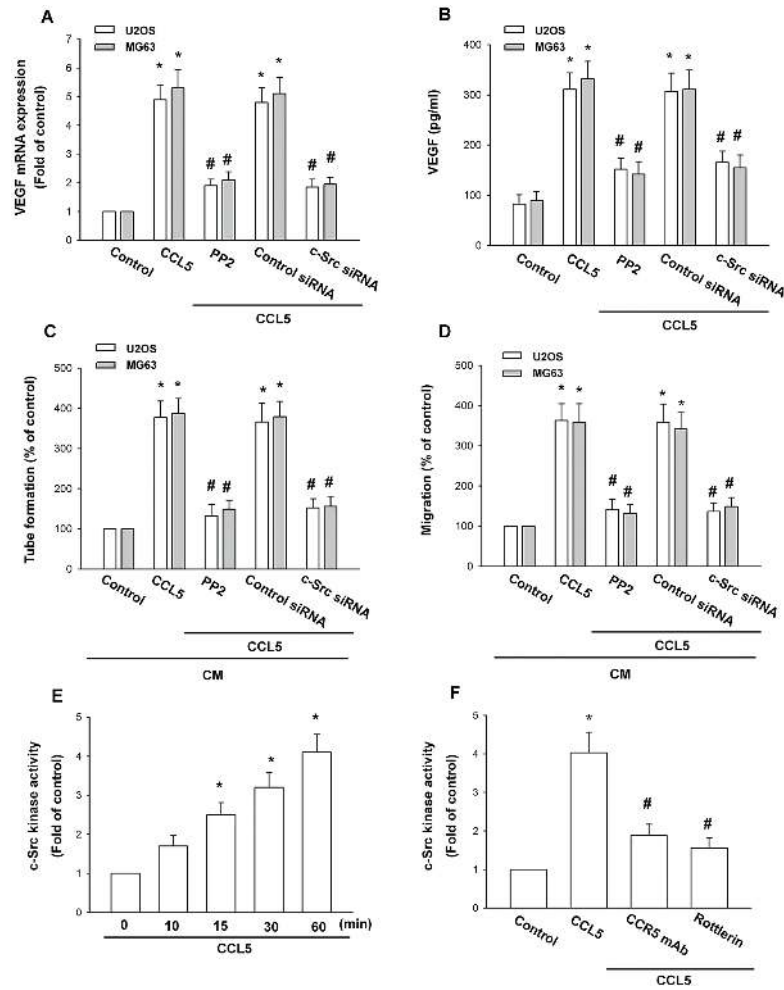 A
U2OS
MG63
VEGF mRNA expression
(Fold of control)
7
6
5
4
3
2
1
0
* * * *
# # # #
Control
CCL5
PP2
Control siRNA
c-Src siRNA
CCL5
B
U2OS
MG63
VEGF (pg/ml)
400
300
200
100
0
* * * *
# # # #
Control
CCL5
PP2
Control siRNA
c-Src siRNA
CCL5
C
U2OS
MG63
Tube formation (% of control)
500
400
300
200
100
0
* * * *
# # # #
Control
CCL5
PP2
Control siRNA
c-Src siRNA
CCL5
CM
D
U2OS
MG63
Migration (% of control)
500
400
300
200
100
0
* * * *
# # # #
Control
CCL5
PP2
Control siRNA
c-Src siRNA
CCL5
CM
E
c-Src kinase activity
(Fold of control)
5
4
3
2
1
0
* * *
0 10 15 30 60 (min)
CCL5
F
c-Src kinase activity
(Fold of control)
5
4
3
2
1
0
*
# #
Control
CCL5
CCR5 mAb
Rottlerin
CCL5